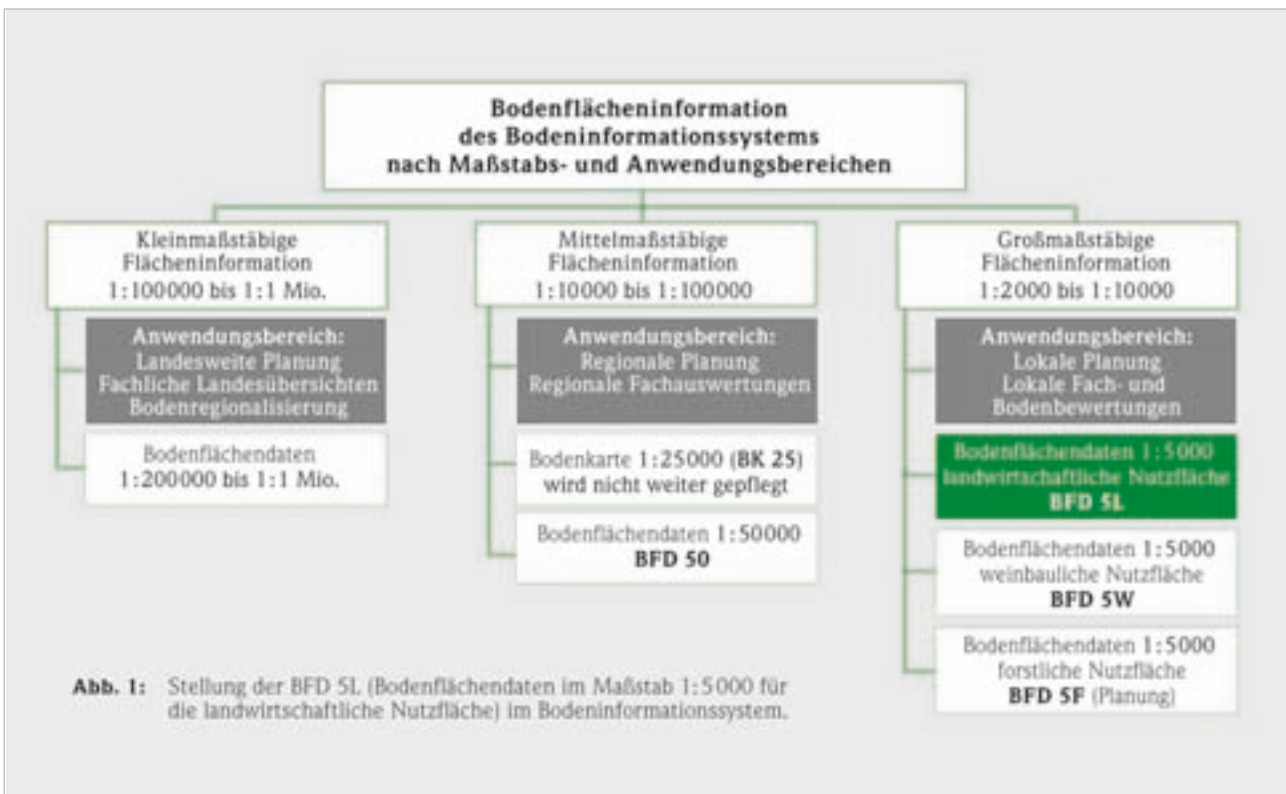 Bodenflächeninformation
des Bodeninformationssystems
nach Maßstabs- und Anwendungsbereichen
Kleinmaßstäbige
Flächeninformation
1:100000 bis 1:1 Mio.
Anwendungsbereich:
Landesweite Planung
Fachliche Landesübersichten
Bodenregionalisierung
Bodenflächendaten
1:200000 bis 1:1 Mio.
Mittelmaßstäbige
Flächeninformation
1:10000 bis 1:100000
Anwendungsbereich:
Regionale Planung
Regionale Fachauswertungen
Bodenkarte 1:25000 (BK 25)
wird nicht weiter gepflegt
Bodenflächendaten 1:50000
BFD 50
Großmaßstäbige
Flächeninformation
1:2000 bis 1:10000
Anwendungsbereich:
Lokale Planung
Lokale Fach- und
Bodenbewertungen
Bodenflächendaten 1:5000
landwirtschaftliche Nutzfläche
BFD 5L
Bodenflächendaten 1:5000
weinbauliche Nutzfläche
BFD 5W
Bodenflächendaten 1:5000
forstliche Nutzfläche
BFD 5F (Planung)
Abb. 1: Stellung der BFD 5L (Bodenflächendaten im Maßstab 1:5000 für
die landwirtschaftliche Nutzfläche) im Bodeninformationssystem.